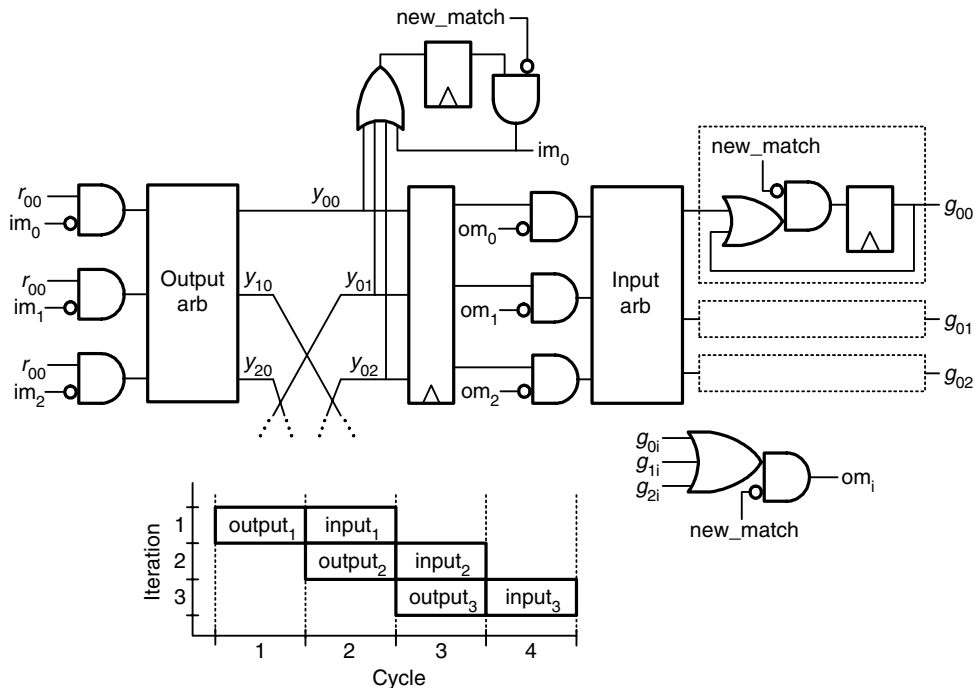 new_match
im0
new_match
r00
im0
r00
im1
r00
im2
Output
arb
y00
y10
y01
y20
y02
om0
om1
om2
Input
arb
g00
g01
g02
g0i
g1i
g2i
omi
new_match
Iteration
1
2
3
output1
input1
output2
input2
output3
input3
1
2
3
4
Cycle